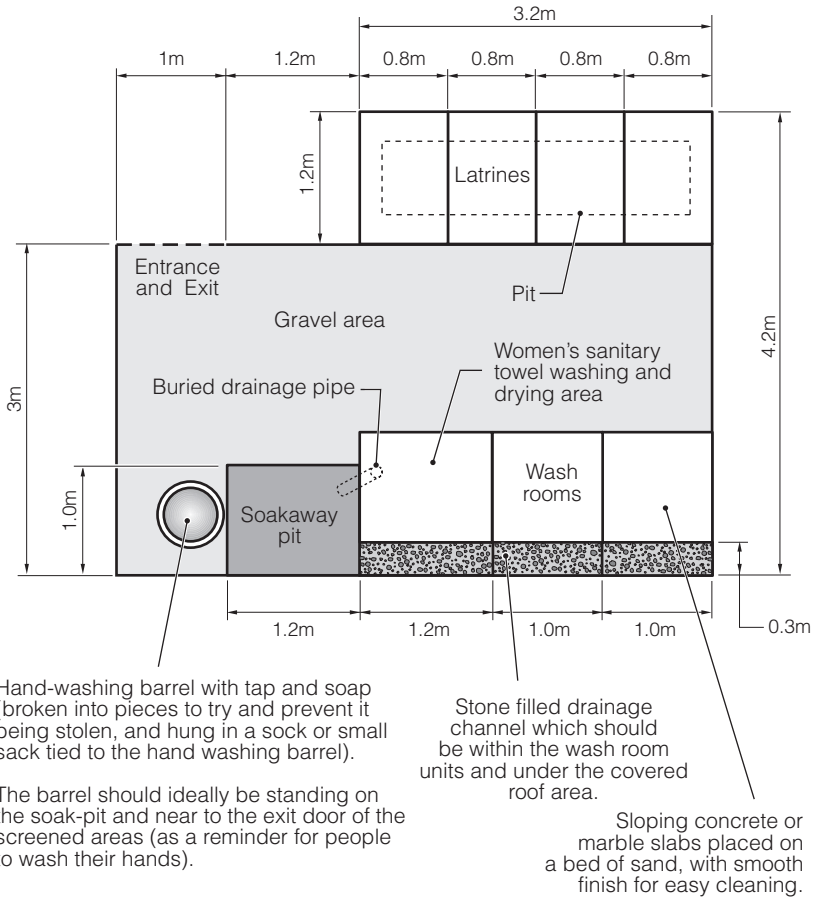 3.2m
1m
1.2m
0.8m
0.8m
0.8m
0.8m
1.2m
Latrines
Entrance
and Exit
Pit
Gravel area
4.2m
3m
Women's sanitary
towel washing and
drying area
Buried drainage pipe
Wash
rooms
1.0m
Soakaway
pit
1.2m
1.2m
1.0m
1.0m
0.3m
Hand-washing barrel with tap and soap
(broken into pieces to try and prevent it
being stolen, and hung in a sock or small
sack tied to the hand washing barrel).
The barrel should ideally be standing on
the soak-pit and near to the exit door of the
screened areas (as a reminder for people
to wash their hands).
Stone filled drainage
channel which should
be within the wash room
units and under the covered
roof area.
Sloping concrete or
marble slabs placed on
a bed of sand, with smooth
finish for easy cleaning.